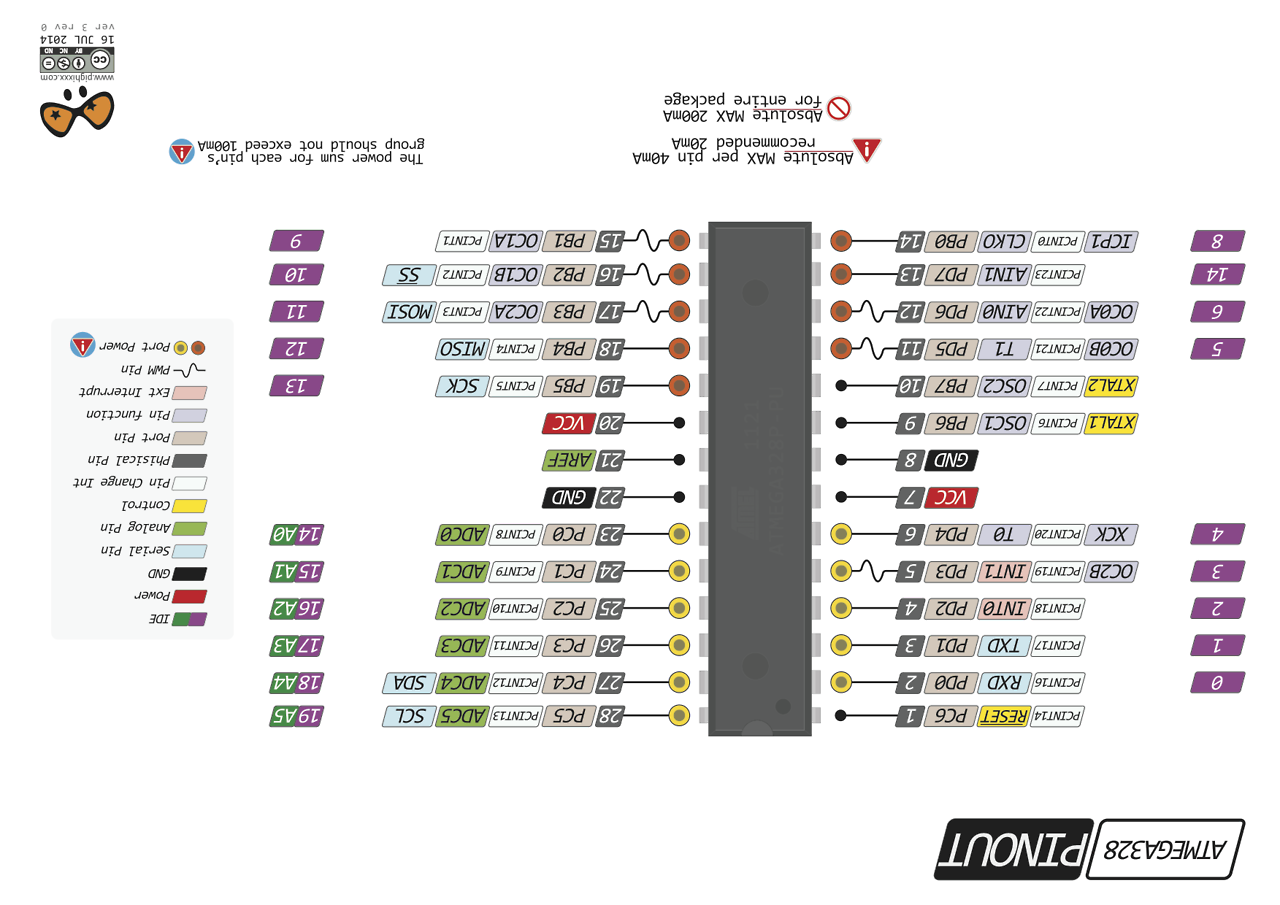 ATMEGA328 PINOUT
PCINT14 RESET PC6 1 28 PC5 PCINT13 ADC5 SCL 19 A5
0 PCINT16 RXD PD0 2 27 PC4 PCINT12 ADC4 SDA 18 A4
1 PCINT17 TXD PD1 3 26 PC3 PCINT11 ADC3 17 A3
2 PCINT18 INT0 PD2 4 25 PC2 PCINT10 ADC2 16 A2
3 OC2B PCINT19 INT1 PD3 5 24 PC1 PCINT9 ADC1 15 A1
4 XCK PCINT20 T0 PD4 6 23 PC0 PCINT8 ADC0 14 A0
VCC 7 22 GND
GND 8 21 AREF
XTAL1 PCINT6 OSC1 PB6 9 20 VCC
XTAL2 PCINT7 OSC2 PB7 10 19 PB5 PCINT5 SCK 13
5 OC0B PCINT21 T1 PD5 11 18 PB4 PCINT4 MISO 12
6 OC0A PCINT22 AIN0 PD6 12 17 PB3 PCINT3 OC2A MOSI 11
14 PCINT23 AIN1 PD7 13 16 PB2 PCINT2 OC1B SS 10
8 ICP1 PCINT0 CLKO PB0 14 15 PB1 OC1A PCINT1 9
IDE
Power
GND
Serial Pin
Analog Pin
Control
Pin Change Int
Phisical Pin
Port Pin
Pin function
Ext Interrupt
PWM Pin
Port Power
Absolute MAX per pin 40mA
recommended 20mA
Absolute MAX 200mA
for entire package
The power sum for each pin's
group should not exceed 100mA
www.pighixxx.com
cc
BY NC ND
16 JUL 2014
ver 3 rev 0